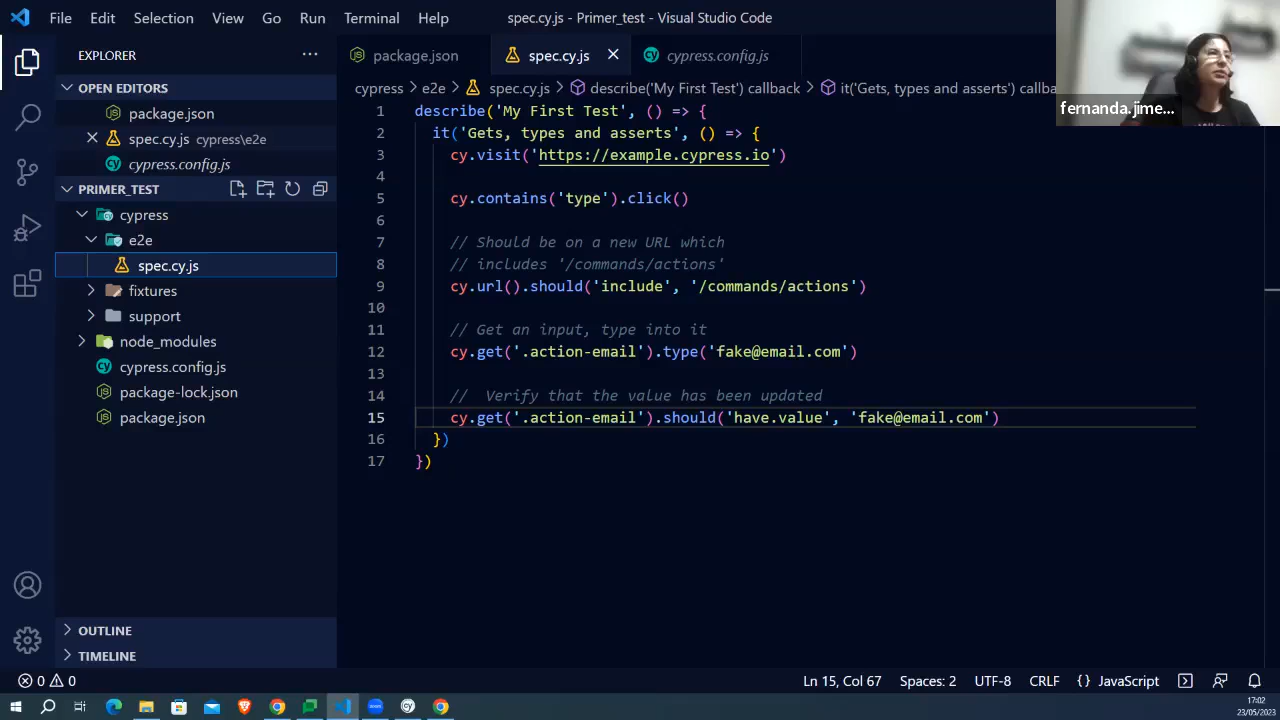 File Edit Selection View Go Run Terminal Help
spec.cy.js - Primer_test - Visual Studio Code
EXPLORER
OPEN EDITORS
package.json
spec.cy.js cypress\e2e
cypress.config.js
PRIMER_TEST
cypress
e2e
spec.cy.js
fixtures
support
node_modules
cypress.config.js
package-lock.json
package.json
OUTLINE
TIMELINE
package.json
spec.cy.js
cypress.config.js
cypress > e2e > spec.cy.js > describe('My First Test') callback > it('Gets, types and asserts') callba
1 describe('My First Test', () => {
2 it('Gets, types and asserts', () => {
3 cy.visit('https://example.cypress.io')
4
5 cy.contains('type').click()
6
7 // Should be on a new URL which
8 // includes '/commands/actions'
9 cy.url().should('include', '/commands/actions')
10
11 // Get an input, type into it
12 cy.get('.action-email').type('fake@email.com')
13
14 //  Verify that the value has been updated
15 cy.get('.action-email').should('have.value', 'fake@email.com')
16 })
17 })
fernanda.jime...
0 0
Ln 15, Col 67 Spaces: 2 UTF-8 CRLF {} JavaScript
17:02
23/05/2023